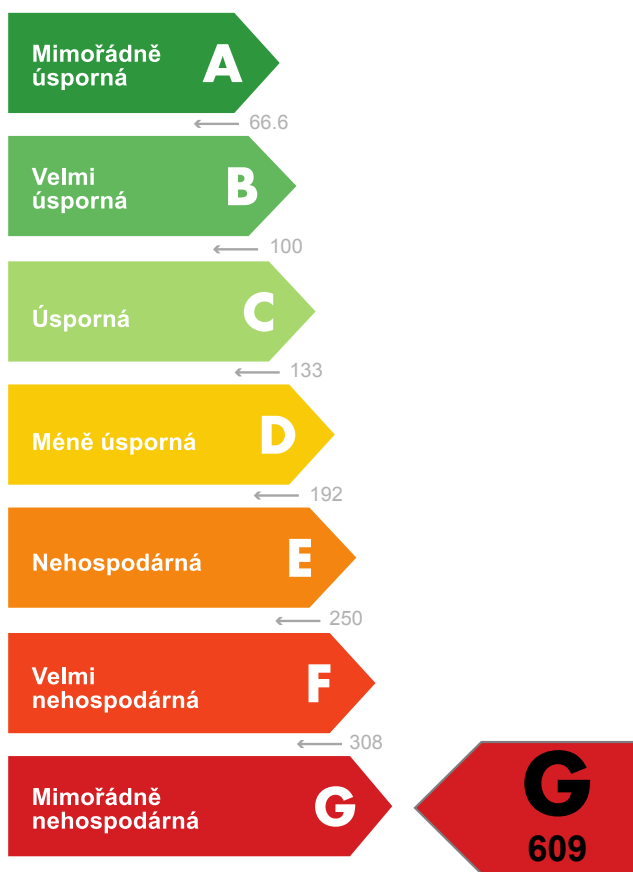 Mimořádně
úsporná
A
66.6
Velmi
úsporná
B
100
Úsporná
C
133
Méně úsporná
D
192
Nehospodárná
E
250
Velmi
nehospodárná
F
308
Mimořádně
nehospodárná
G
G
609